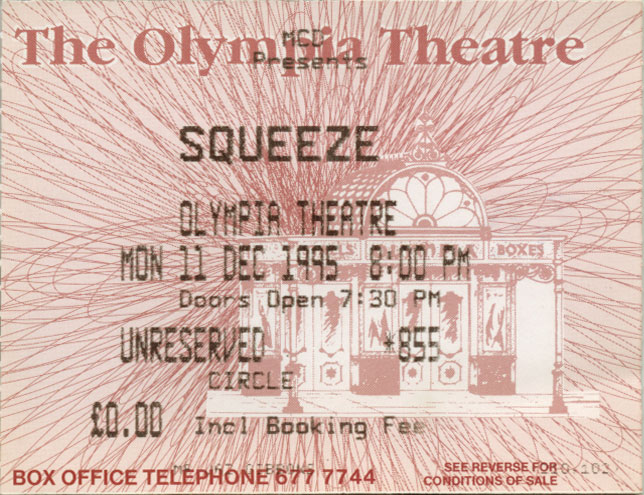 The Olympia Theatre
MCD
Presents
SQUEEZE
OLYMPIA THEATRE
BOXES
MON 11 DEC 1995 8:00 PM
Doors Open 7:30 PM
UNRESERVED *855
CIRCLE
£0.00 Incl Booking Fee
BOX OFFICE TELEPHONE 677 7744
SEE REVERSE FOR
CONDITIONS OF SALE